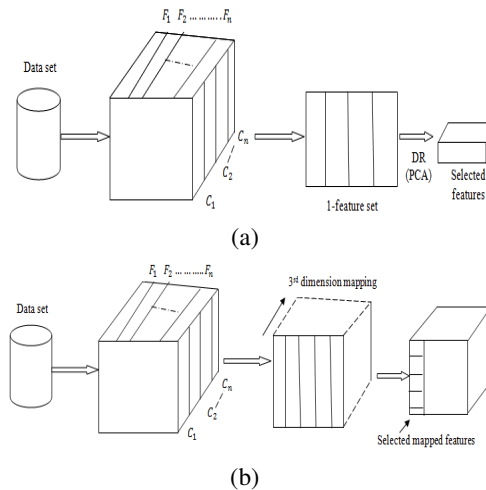 F₁ F₂ ... ... ... .. Fₙ
Data set
Cₙ
C₂
C₁
1-feature set
DR
(PCA)
Selected
features
(a)
F₁ F₂ ... ... ... .. Fₙ
3rd dimension mapping
Data set
Cₙ
C₂
C₁
Selected mapped features
(b)